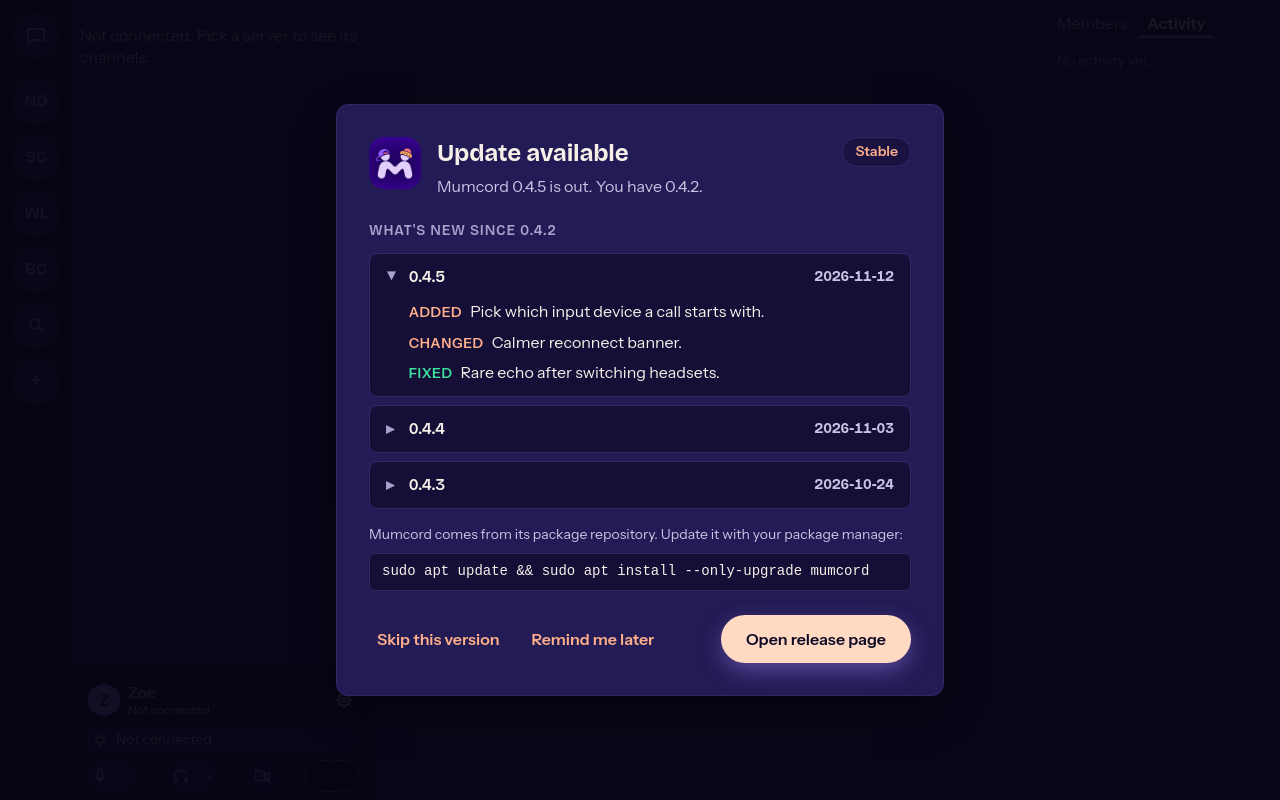 Not connected. Pick a server to see its
channels.
Members Activity
No activity yet.
NO
SC
WL
BC
Update available
Stable
Mumcord 0.4.5 is out. You have 0.4.2.
WHAT'S NEW SINCE 0.4.2
▼ 0.4.5 2026-11-12
ADDED Pick which input device a call starts with.
CHANGED Calmer reconnect banner.
FIXED Rare echo after switching headsets.
▶ 0.4.4 2026-11-03
▶ 0.4.3 2026-10-24
Mumcord comes from its package repository. Update it with your package manager:
sudo apt update && sudo apt install --only-upgrade mumcord
Skip this version Remind me later Open release page
Z Zoe
Not connected
Not connected